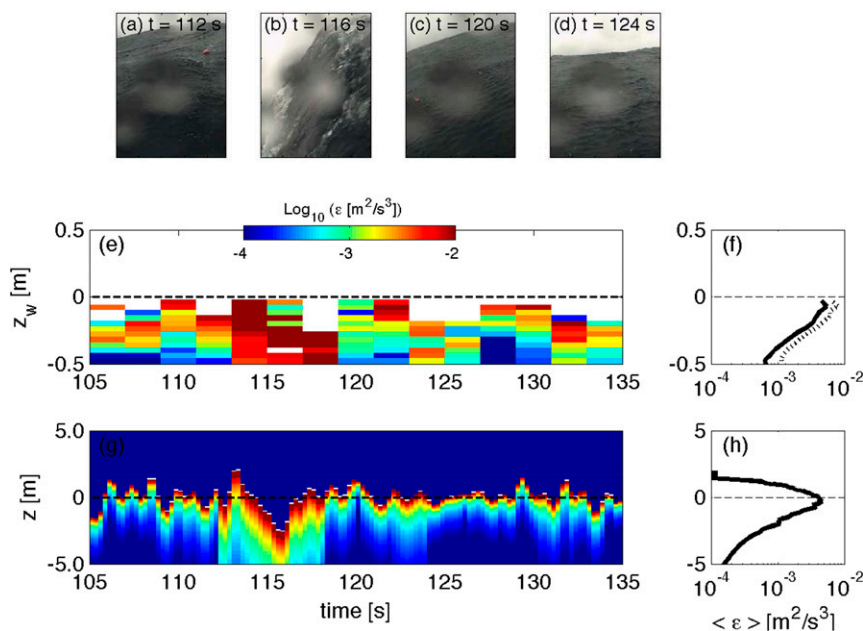 (a) t = 112 s
(b) t = 116 s
(c) t = 120 s
(d) t = 124 s
Log10 (ε [m²/s³])
-4 -3 -2
(e)
z_w [m]
0.5
0
-0.5
105 110 115 120 125 130 135
(f)
0.5
0
-0.5
10⁻⁴ 10⁻³ 10⁻²
(g)
z [m]
5.0
0
-5.0
105 110 115 120 125 130 135
time [s]
(h)
5
0
-5
10⁻⁴ 10⁻³ 10⁻²
< ε > [m²/s³]